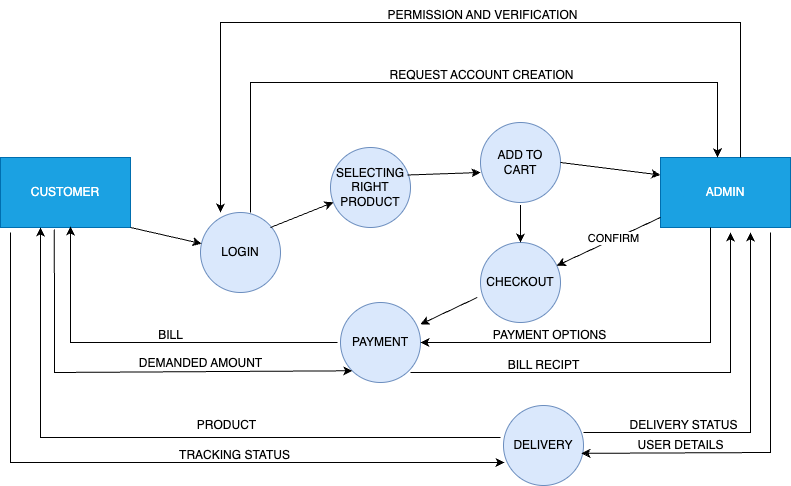 PERMISSION AND VERIFICATION
REQUEST ACCOUNT CREATION
ADD TO
CART
SELECTING
RIGHT
PRODUCT
CUSTOMER
ADMIN
LOGIN
CONFIRM
CHECKOUT
BILL
PAYMENT
PAYMENT OPTIONS
DEMANDED AMOUNT
BILL RECIPT
PRODUCT
DELIVERY STATUS
DELIVERY
USER DETAILS
TRACKING STATUS